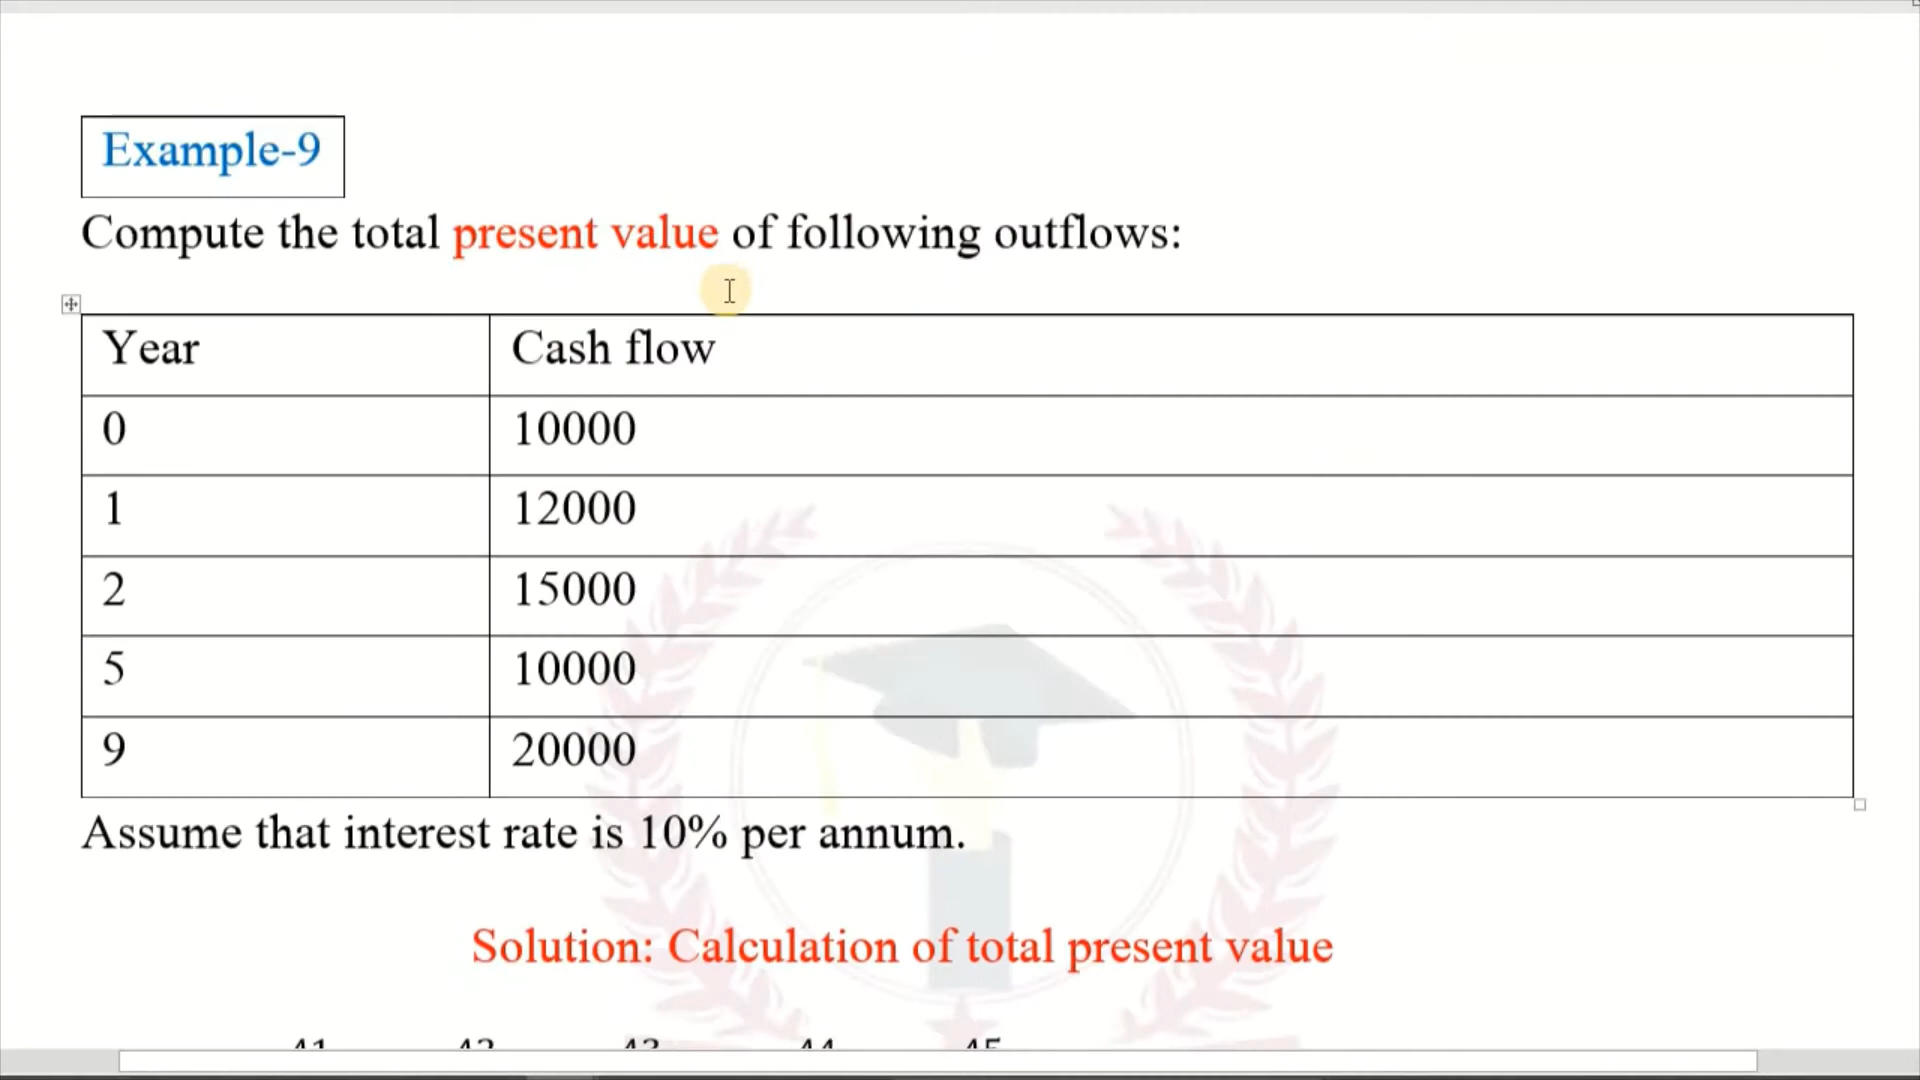 Example-9
Compute the total present value of following outflows:
Year Cash flow
0 10000
1 12000
2 15000
5 10000
9 20000
Assume that interest rate is 10% per annum.
Solution: Calculation of total present value